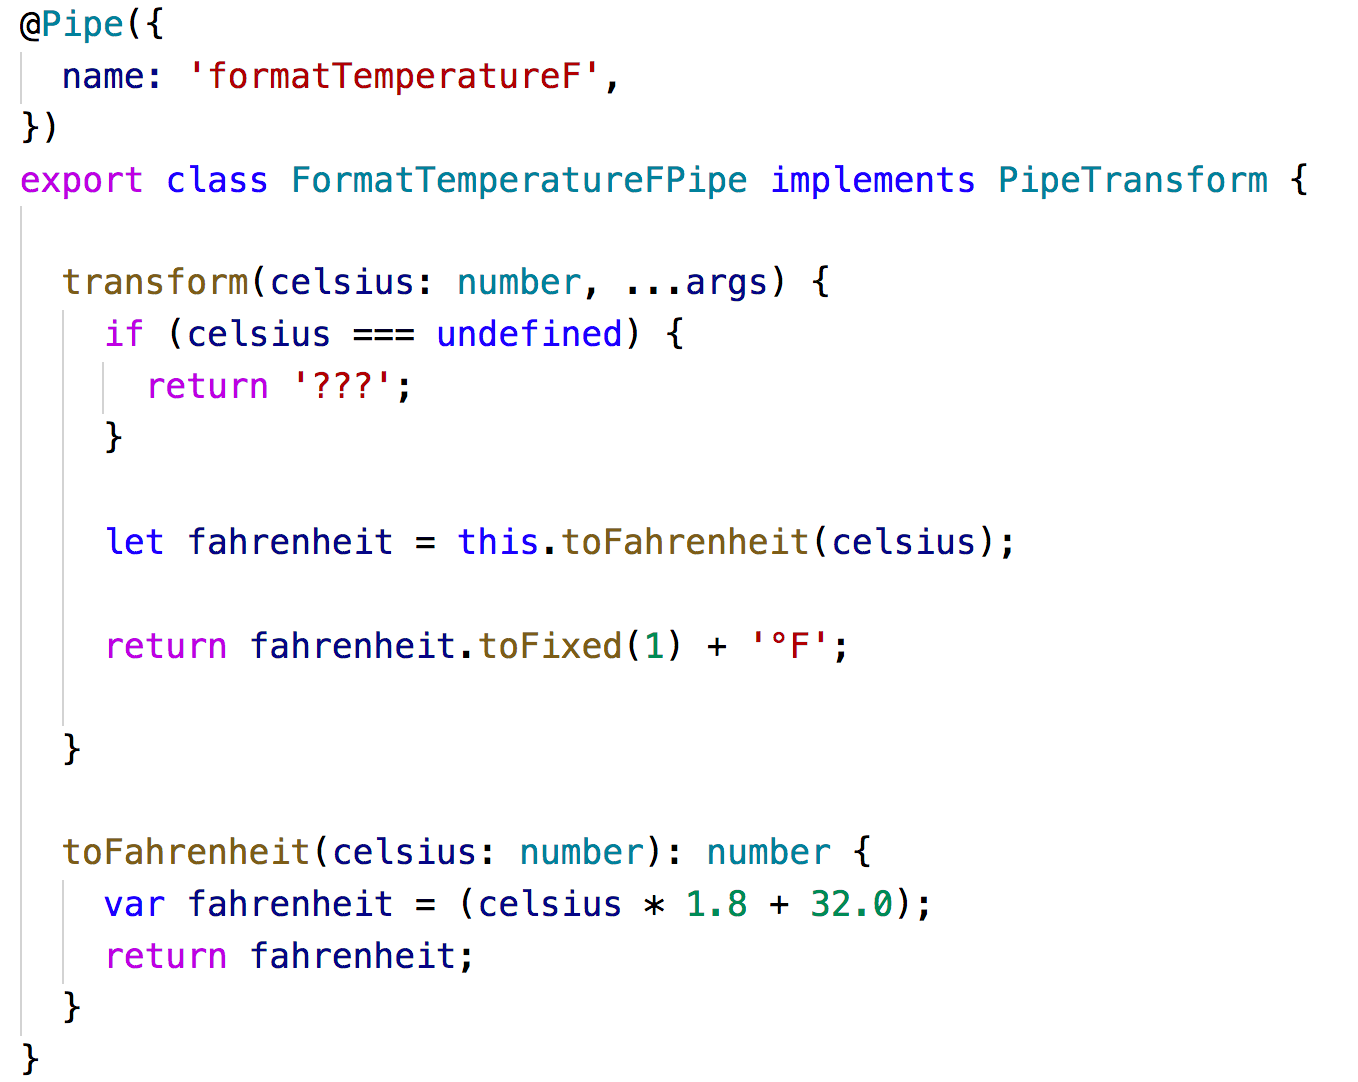 @Pipe({
  name: 'formatTemperatureF',
})
export class FormatTemperatureFPipe implements PipeTransform {
  transform(celsius: number, ...args) {
    if (celsius === undefined) {
      return '???';
    }
    let fahrenheit = this.toFahrenheit(celsius);
    return fahrenheit.toFixed(1) + '°F';
  }
  toFahrenheit(celsius: number): number {
    var fahrenheit = (celsius * 1.8 + 32.0);
    return fahrenheit;
  }
}